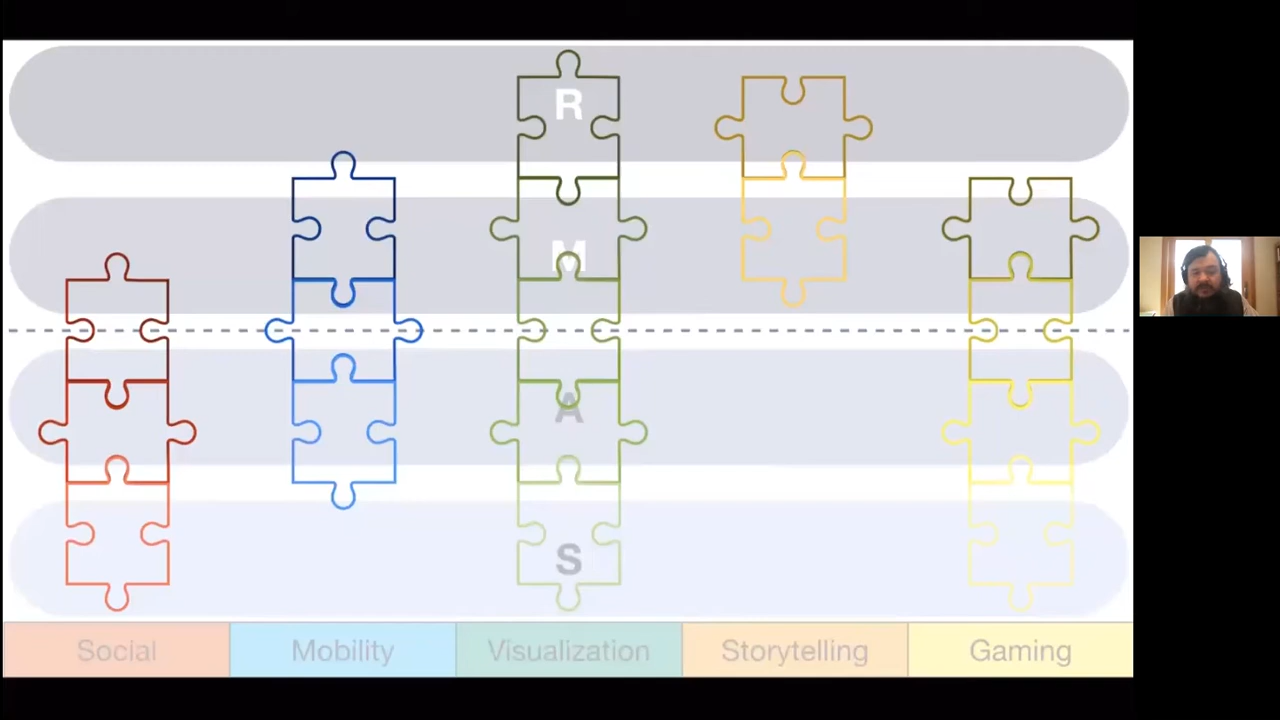 R
M
A
S
Social
Mobility
Visualization
Storytelling
Gaming